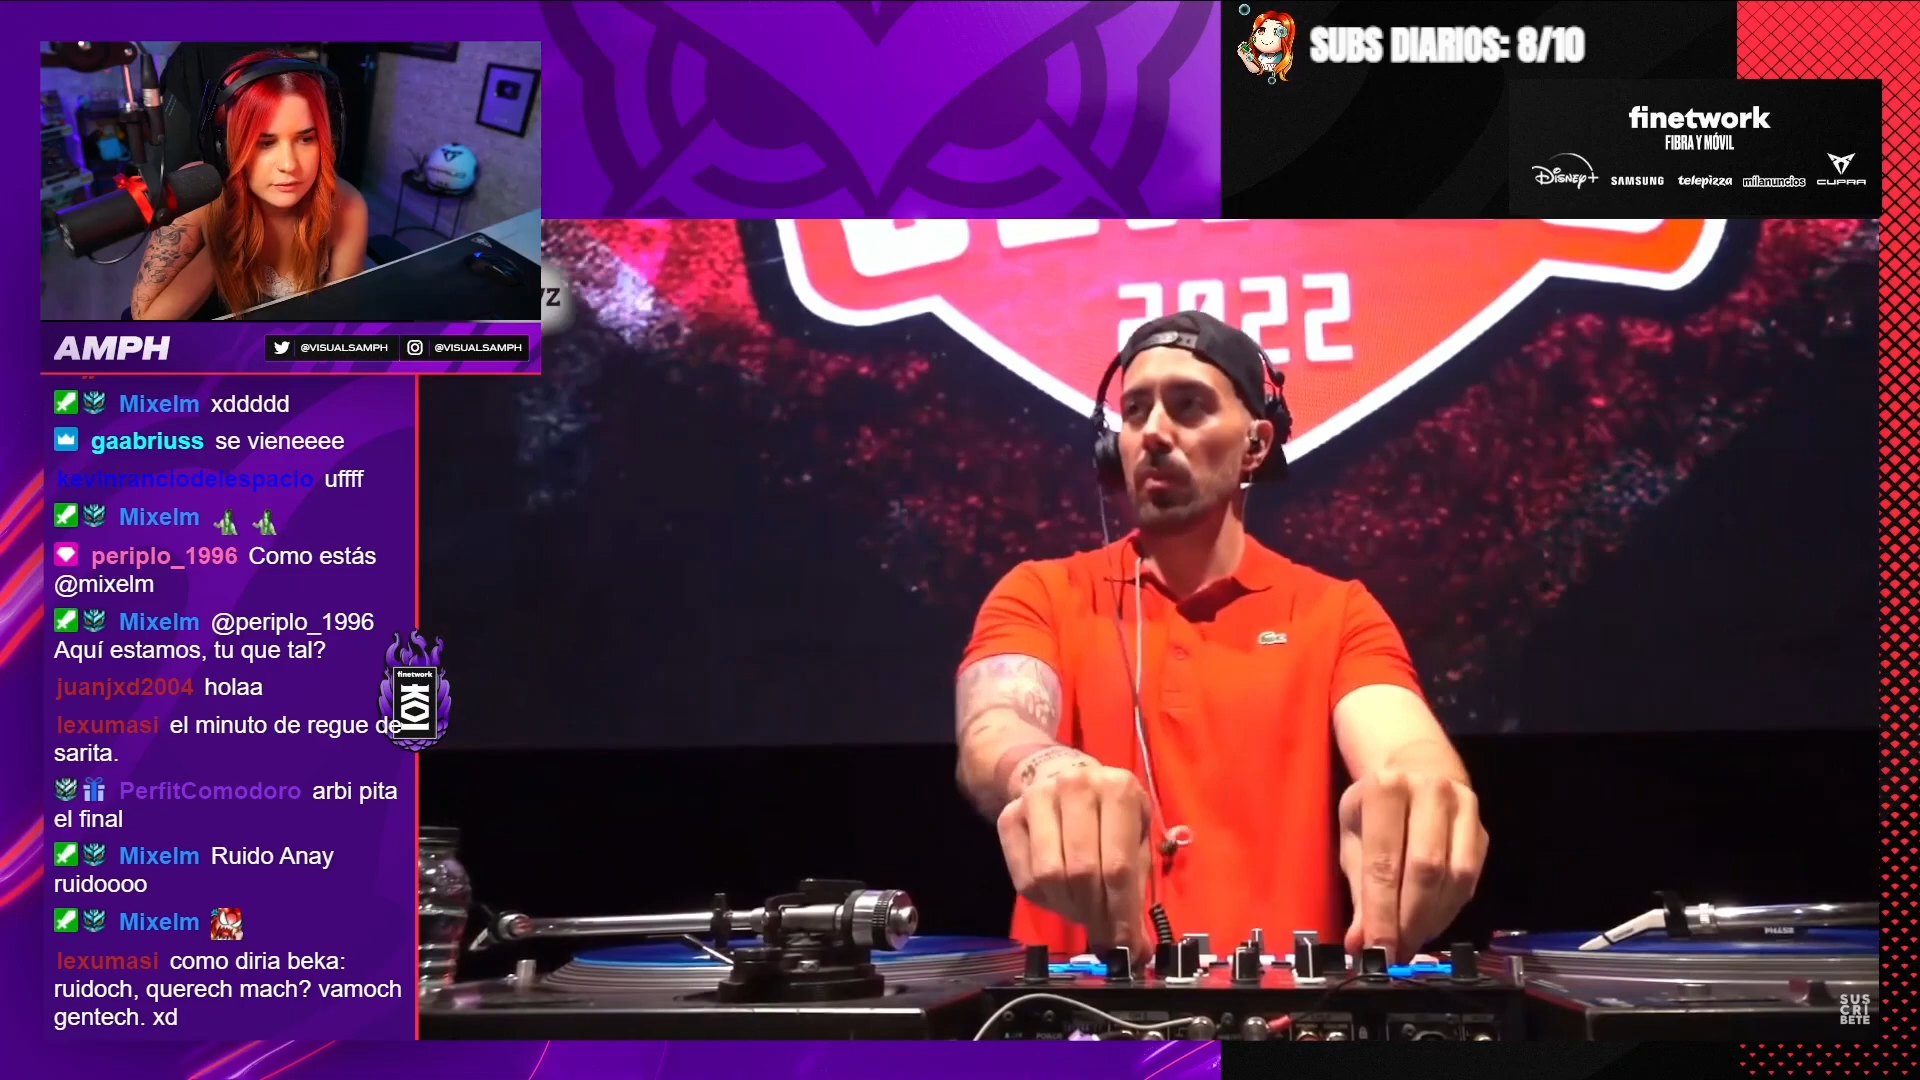 SUBS DIARIOS: 8/10
finetwork
FIBRA Y MÓVIL
Disney+ SAMSUNG telepizza milanuncios CUPRA
2022
AMPH
@VISUALSAMPH @VISUALSAMPH
Mixelm xddddd
gaabriuss se vieneeee
kevinranciodelespacio uffff
Mixelm
periplo_1996 Como estás
@mixelm
Mixelm @periplo_1996
Aquí estamos, tu que tal?
juanjxd2004 holaa
lexumasi el minuto de regue de
sarita.
PerfitComodoro arbi pita
el final
Mixelm Ruido Anay
ruidoooo
Mixelm
lexumasi como diria beka:
ruidoch, querech mach? vamoch
gentech. xd
finetwork
KOI
PHASE
SUS
CRI
BETE